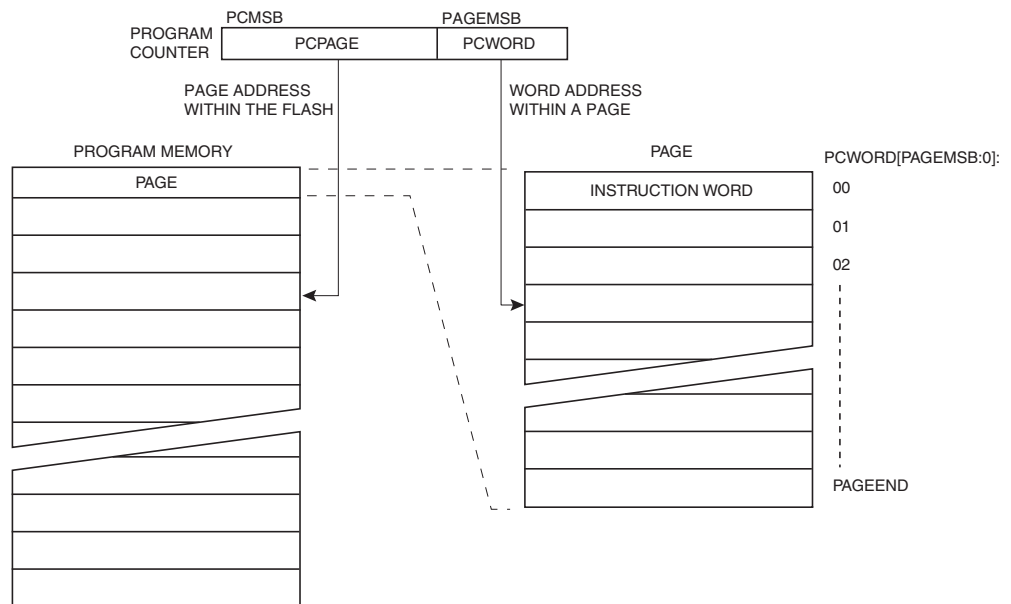 PCMSB
PAGEMSB
PROGRAM
COUNTER
PCPAGE
PCWORD
PAGE ADDRESS
WITHIN THE FLASH
WORD ADDRESS
WITHIN A PAGE
PROGRAM MEMORY
PAGE
PAGE
INSTRUCTION WORD
PCWORD[PAGEMSB:0]:
00
01
02
PAGEEND